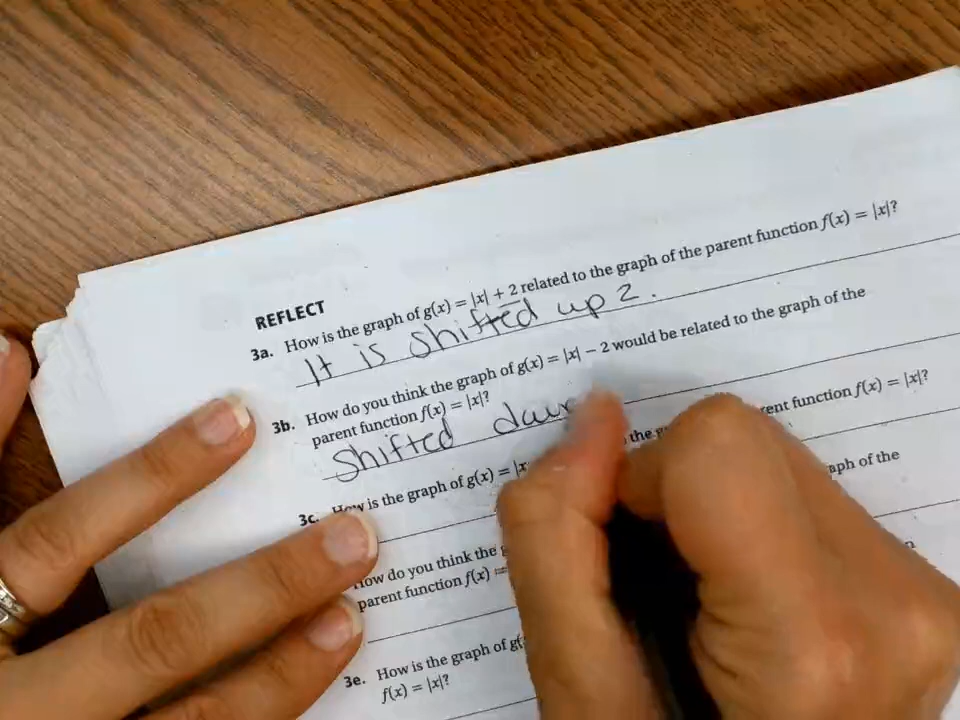 REFLECT
3a. How is the graph of g(x) = |x| + 2 related to the graph of the parent function f(x) = |x|?
It is shifted up 2.
3b. How do you think the graph of g(x) = |x| − 2 would be related to the graph of the
parent function f(x) = |x|?
Shifted
3c. How is the graph of g(x) = |x the parent function f(x) = |x|?
How do you think the graph of the
parent function f(x) =
3e. How is the graph of g(
f(x) = |x|?